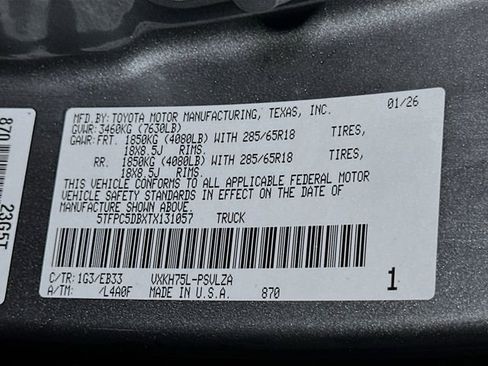 MFD.BY: TOYOTA MOTOR MANUFACTURING, TEXAS, INC. 01/26
GVWR: 3460KG (7630LB)
GAWR: FRT. 1850KG (4080LB) WITH 285/65R18 TIRES,
18X8.5J RIMS.
RR. 1850KG (4080LB) WITH 285/65R18 TIRES,
18X8.5J RIMS.
THIS VEHICLE CONFORMS TO ALL APPLICABLE FEDERAL MOTOR
VEHICLE SAFETY STANDARDS IN EFFECT ON THE DATE OF
MANUFACTURE SHOWN ABOVE.
5TFPC5DBXTX131057 TRUCK
C/TR: 1G3/EB33 VXKH75L-PSVLZA
A/TM: /L4A0F MADE IN U.S.A. 870 1
870 23G5T